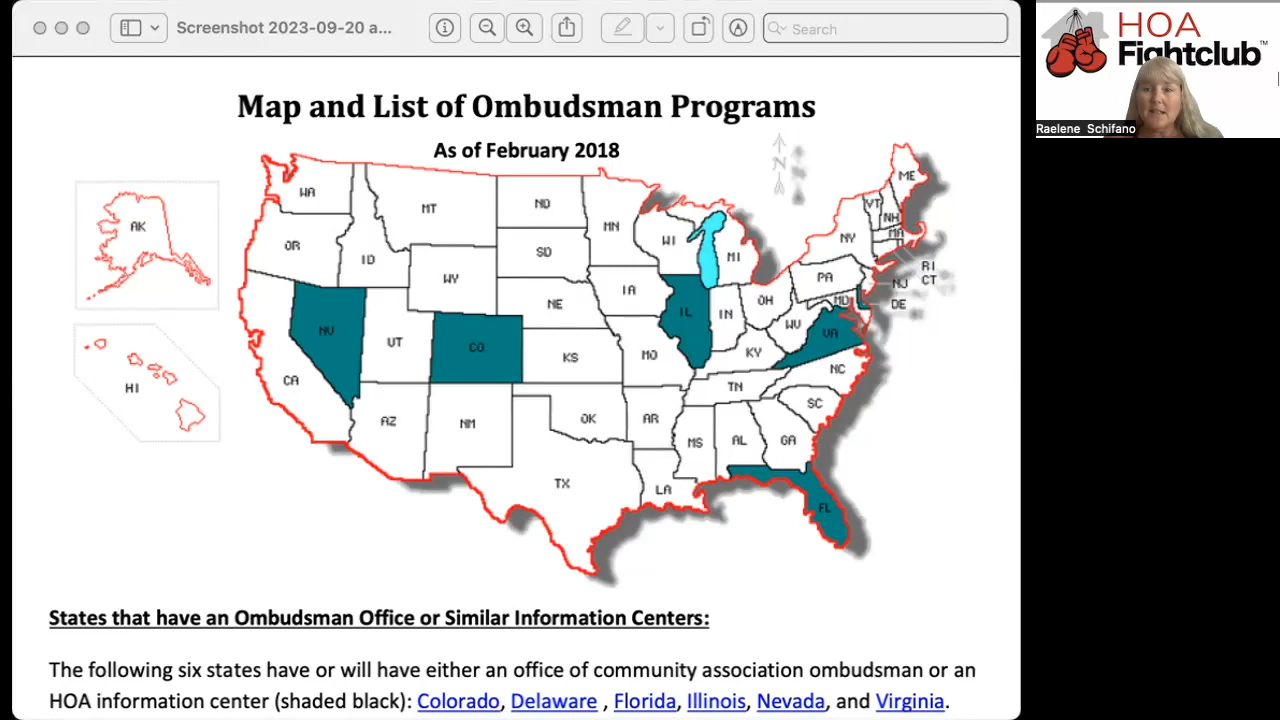 Screenshot 2023-09-20 a...
Search
HOA
Fightclub™
Raelene Schifano
Map and List of Ombudsman Programs
As of February 2018
AK
HI
WA
OR
CA
NV
ID
MT
WY
UT
AZ
CO
NM
ND
SD
NE
KS
OK
TX
MN
IA
MO
AR
LA
WI
IL
MI
IN
OH
KY
TN
MS
AL
GA
FL
SC
NC
VA
WV
PA
NY
VT
NH
ME
MA
RI
CT
NJ
DE
MD
N
States that have an Ombudsman Office or Similar Information Centers:
The following six states have or will have either an office of community association ombudsman or an
HOA information center (shaded black): Colorado, Delaware , Florida, Illinois, Nevada, and Virginia.